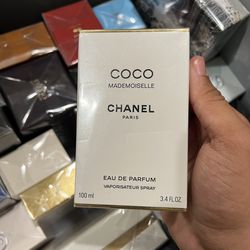 COCO
MADEMOISELLE
CHANEL
PARIS
EAU DE PARFUM
VAPORISATEUR SPRAY
100 ml
3.4 FL.OZ.